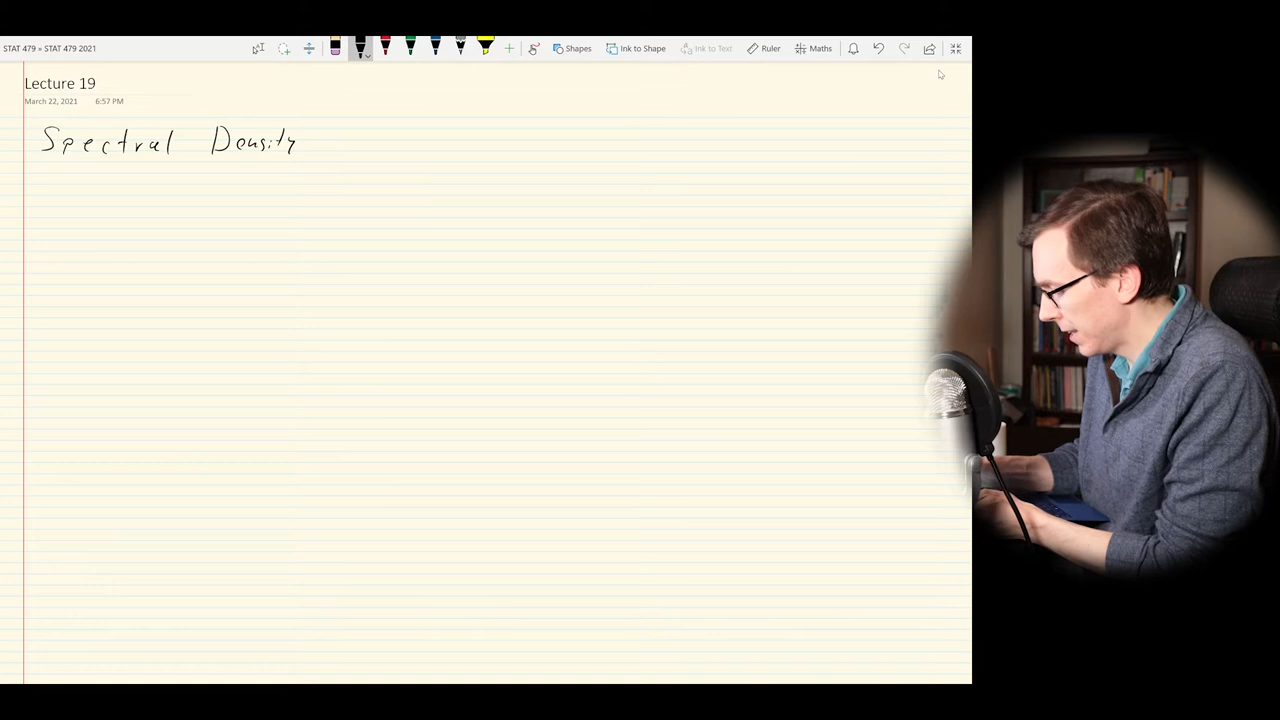 STAT 479 » STAT 479 2021
Shapes
Ink to Shape
Ink to Text
Ruler
Maths
Lecture 19
March 22, 2021 6:57 PM
Spectral Density